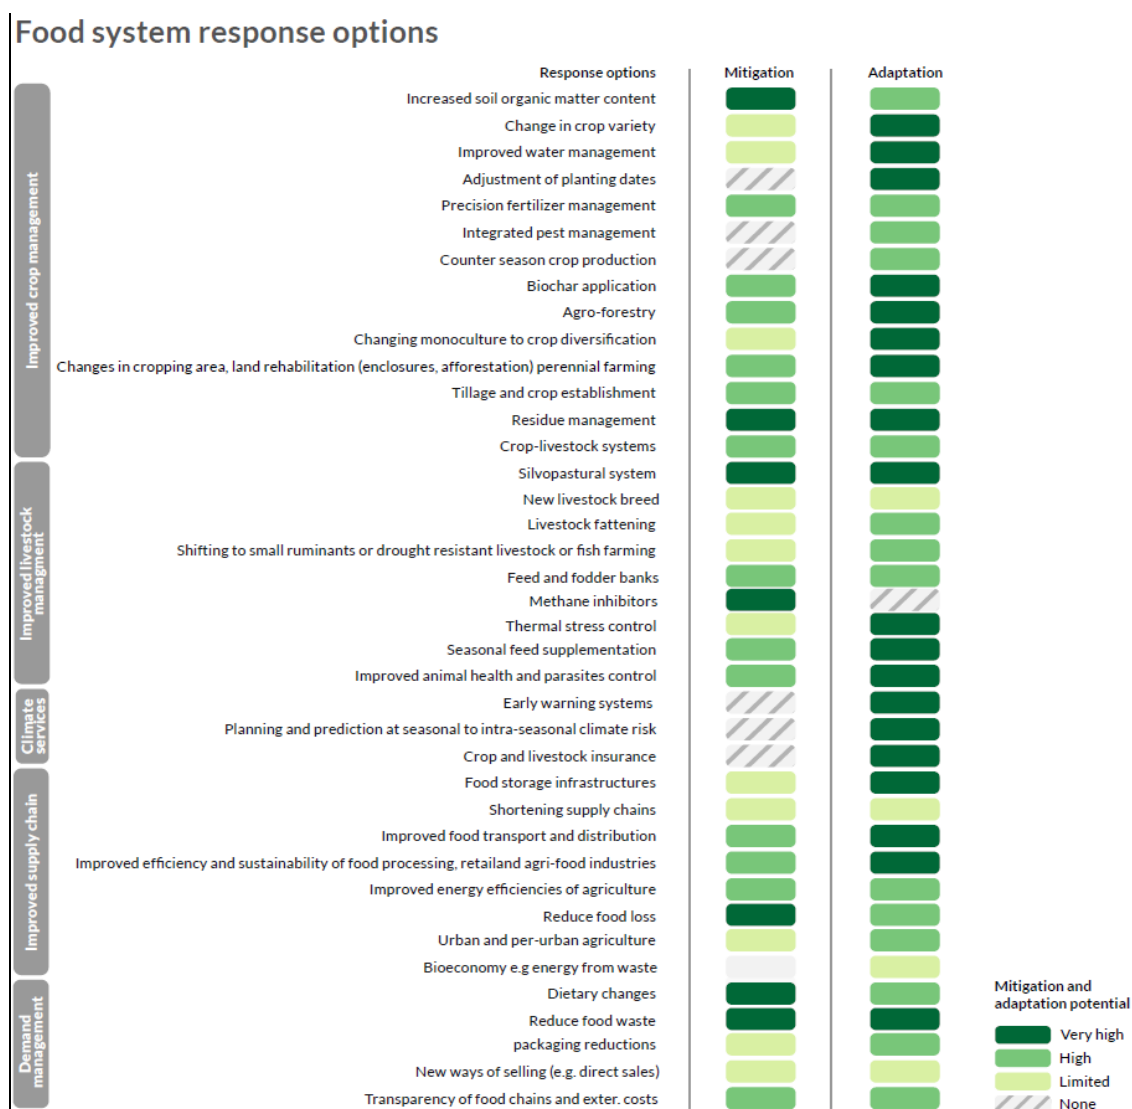 Food system response options
Response options Mitigation Adaptation
Improved crop management
Increased soil organic matter content
Change in crop variety
Improved water management
Adjustment of planting dates
Precision fertilizer management
Integrated pest management
Counter season crop production
Biochar application
Agro-forestry
Changing monoculture to crop diversification
Changes in cropping area, land rehabilitation (enclosures, afforestation) perennial farming
Tillage and crop establishment
Residue management
Crop-livestock systems
Improved livestock
managment
Silvopastural system
New livestock breed
Livestock fattening
Shifting to small ruminants or drought resistant livestock or fish farming
Feed and fodder banks
Methane inhibitors
Thermal stress control
Seasonal feed supplementation
Improved animal health and parasites control
Climate
services
Early warning systems
Planning and prediction at seasonal to intra-seasonal climate risk
Crop and livestock insurance
Improved supply chain
Food storage infrastructures
Shortening supply chains
Improved food transport and distribution
Improved efficiency and sustainability of food processing, retailand agri-food industries
Improved energy efficiencies of agriculture
Reduce food loss
Urban and per-urban agriculture
Bioeconomy e.g energy from waste
Demand
management
Dietary changes
Reduce food waste
packaging reductions
New ways of selling (e.g. direct sales)
Transparency of food chains and exter. costs
Mitigation and
adaptation potential
Very high
High
Limited
None